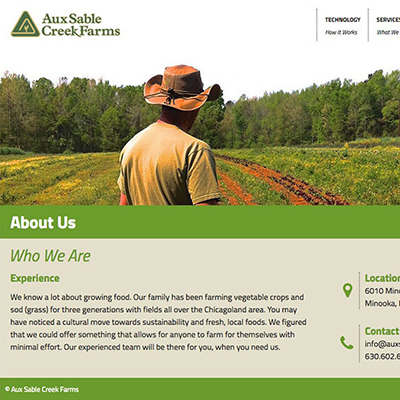 Aux Sable
Creek Farms
TECHNOLOGY
How It Works
SERVICES
What We
About Us
Who We Are
Experience
We know a lot about growing food. Our family has been farming vegetable crops and
sod (grass) for three generations with fields all over the Chicagoland area. You may
have noticed a cultural move towards sustainability and fresh, local foods. We figured
that we could offer something that allows for anyone to farm for themselves with
minimal effort. Our experienced team will be there for you, when you need us.
Location
6010 Mino
Minooka,
Contact
info@aux
630.602.6
© Aux Sable Creek Farms